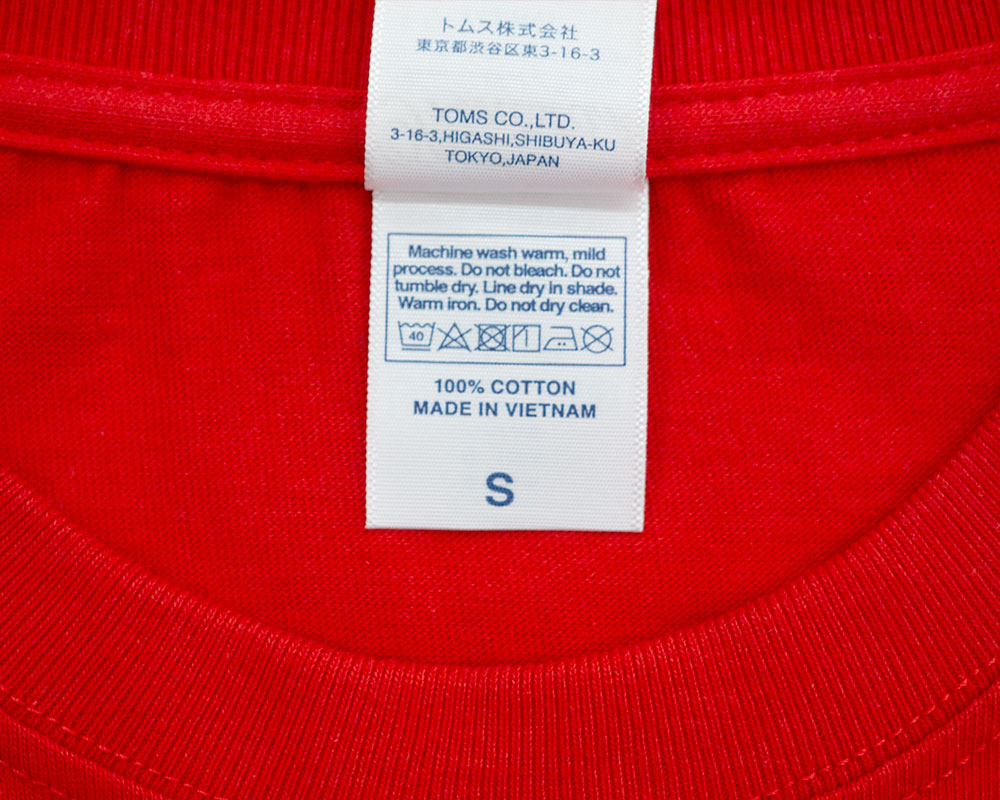 トムス株式会社
東京都渋谷区東3-16-3
TOMS CO.,LTD.
3-16-3,HIGASHI,SHIBUYA-KU
TOKYO,JAPAN
Machine wash warm, mild
process. Do not bleach. Do not
tumble dry. Line dry in shade.
Warm iron. Do not dry clean.
40
100% COTTON
MADE IN VIETNAM
S